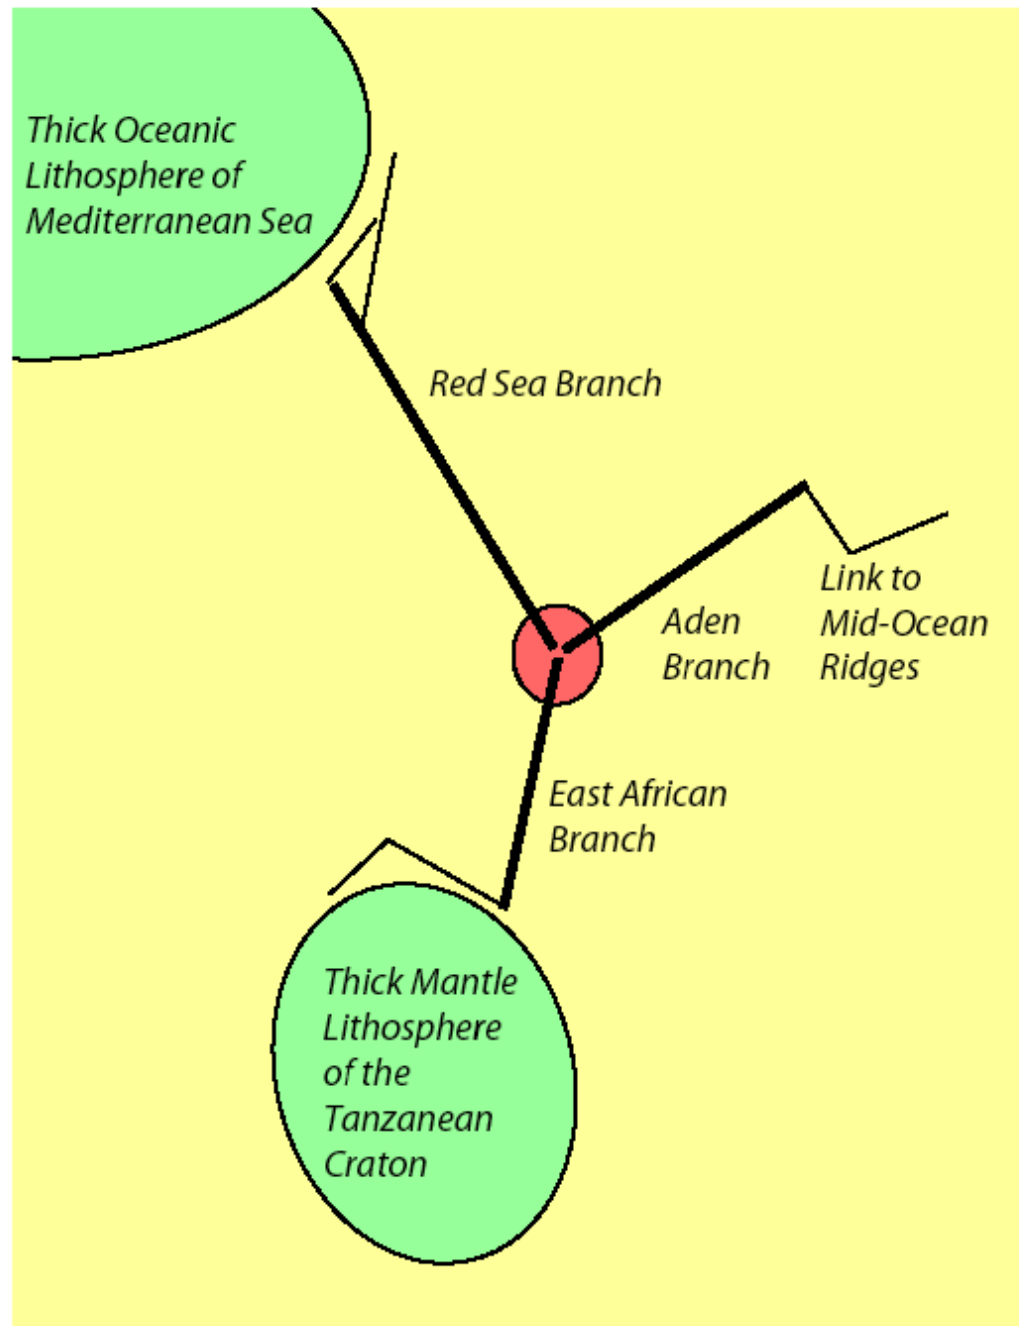 Thick Oceanic
Lithosphere of
Mediterranean Sea
Red Sea Branch
Aden
Branch
Link to
Mid-Ocean
Ridges
East African
Branch
Thick Mantle
Lithosphere
of the
Tanzanean
Craton